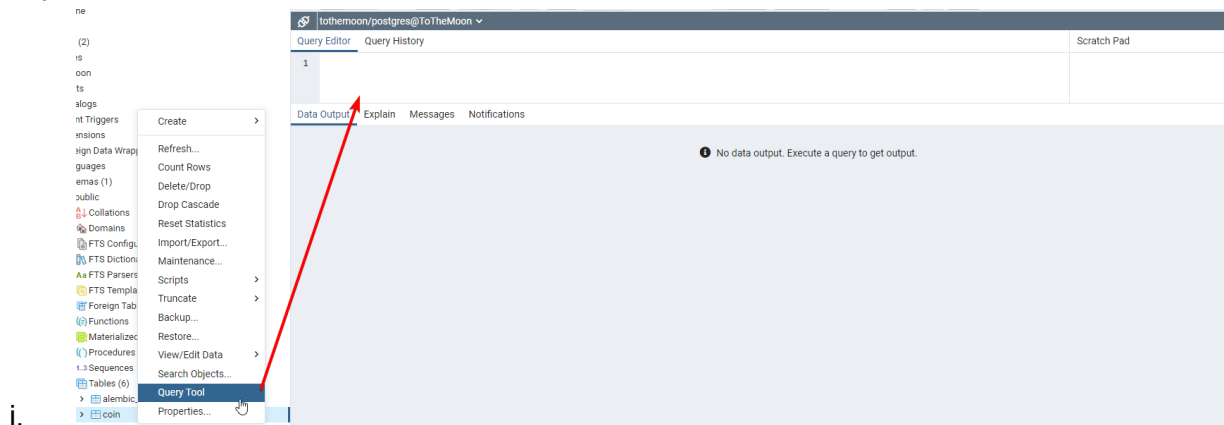 ne
(2)
es
oon
ts
alogs
nt Triggers
ensions
eign Data Wrapp
guages
emas (1)
public
Collations
Domains
FTS Configu
FTS Dictiona
Aa FTS Parsers
FTS Templa
Foreign Tab
Functions
Materialized
Procedures
1..3 Sequences
Tables (6)
alembic_
coin
i.
Create
Refresh...
Count Rows
Delete/Drop
Drop Cascade
Reset Statistics
Import/Export...
Maintenance...
Scripts
Truncate
Backup...
Restore...
View/Edit Data
Search Objects...
Query Tool
Properties...
tothemoon/postgres@ToTheMoon
Query Editor Query History
Scratch Pad
1
Data Output Explain Messages Notifications
No data output. Execute a query to get output.